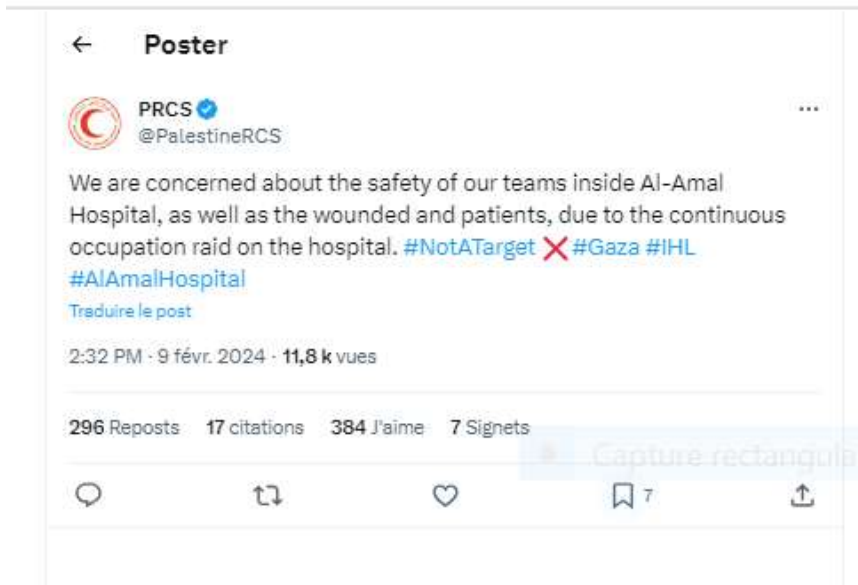 ← Poster
PRCS
@PalestineRCS
We are concerned about the safety of our teams inside Al-Amal
Hospital, as well as the wounded and patients, due to the continuous
occupation raid on the hospital. #NotATarget ❌ #Gaza #IHL
#AlAmalHospital
Traduire le post
2:32 PM · 9 févr. 2024 · 11,8 k vues
296 Reposts 17 citations 384 J'aime 7 Signets
Capture rectangula
7